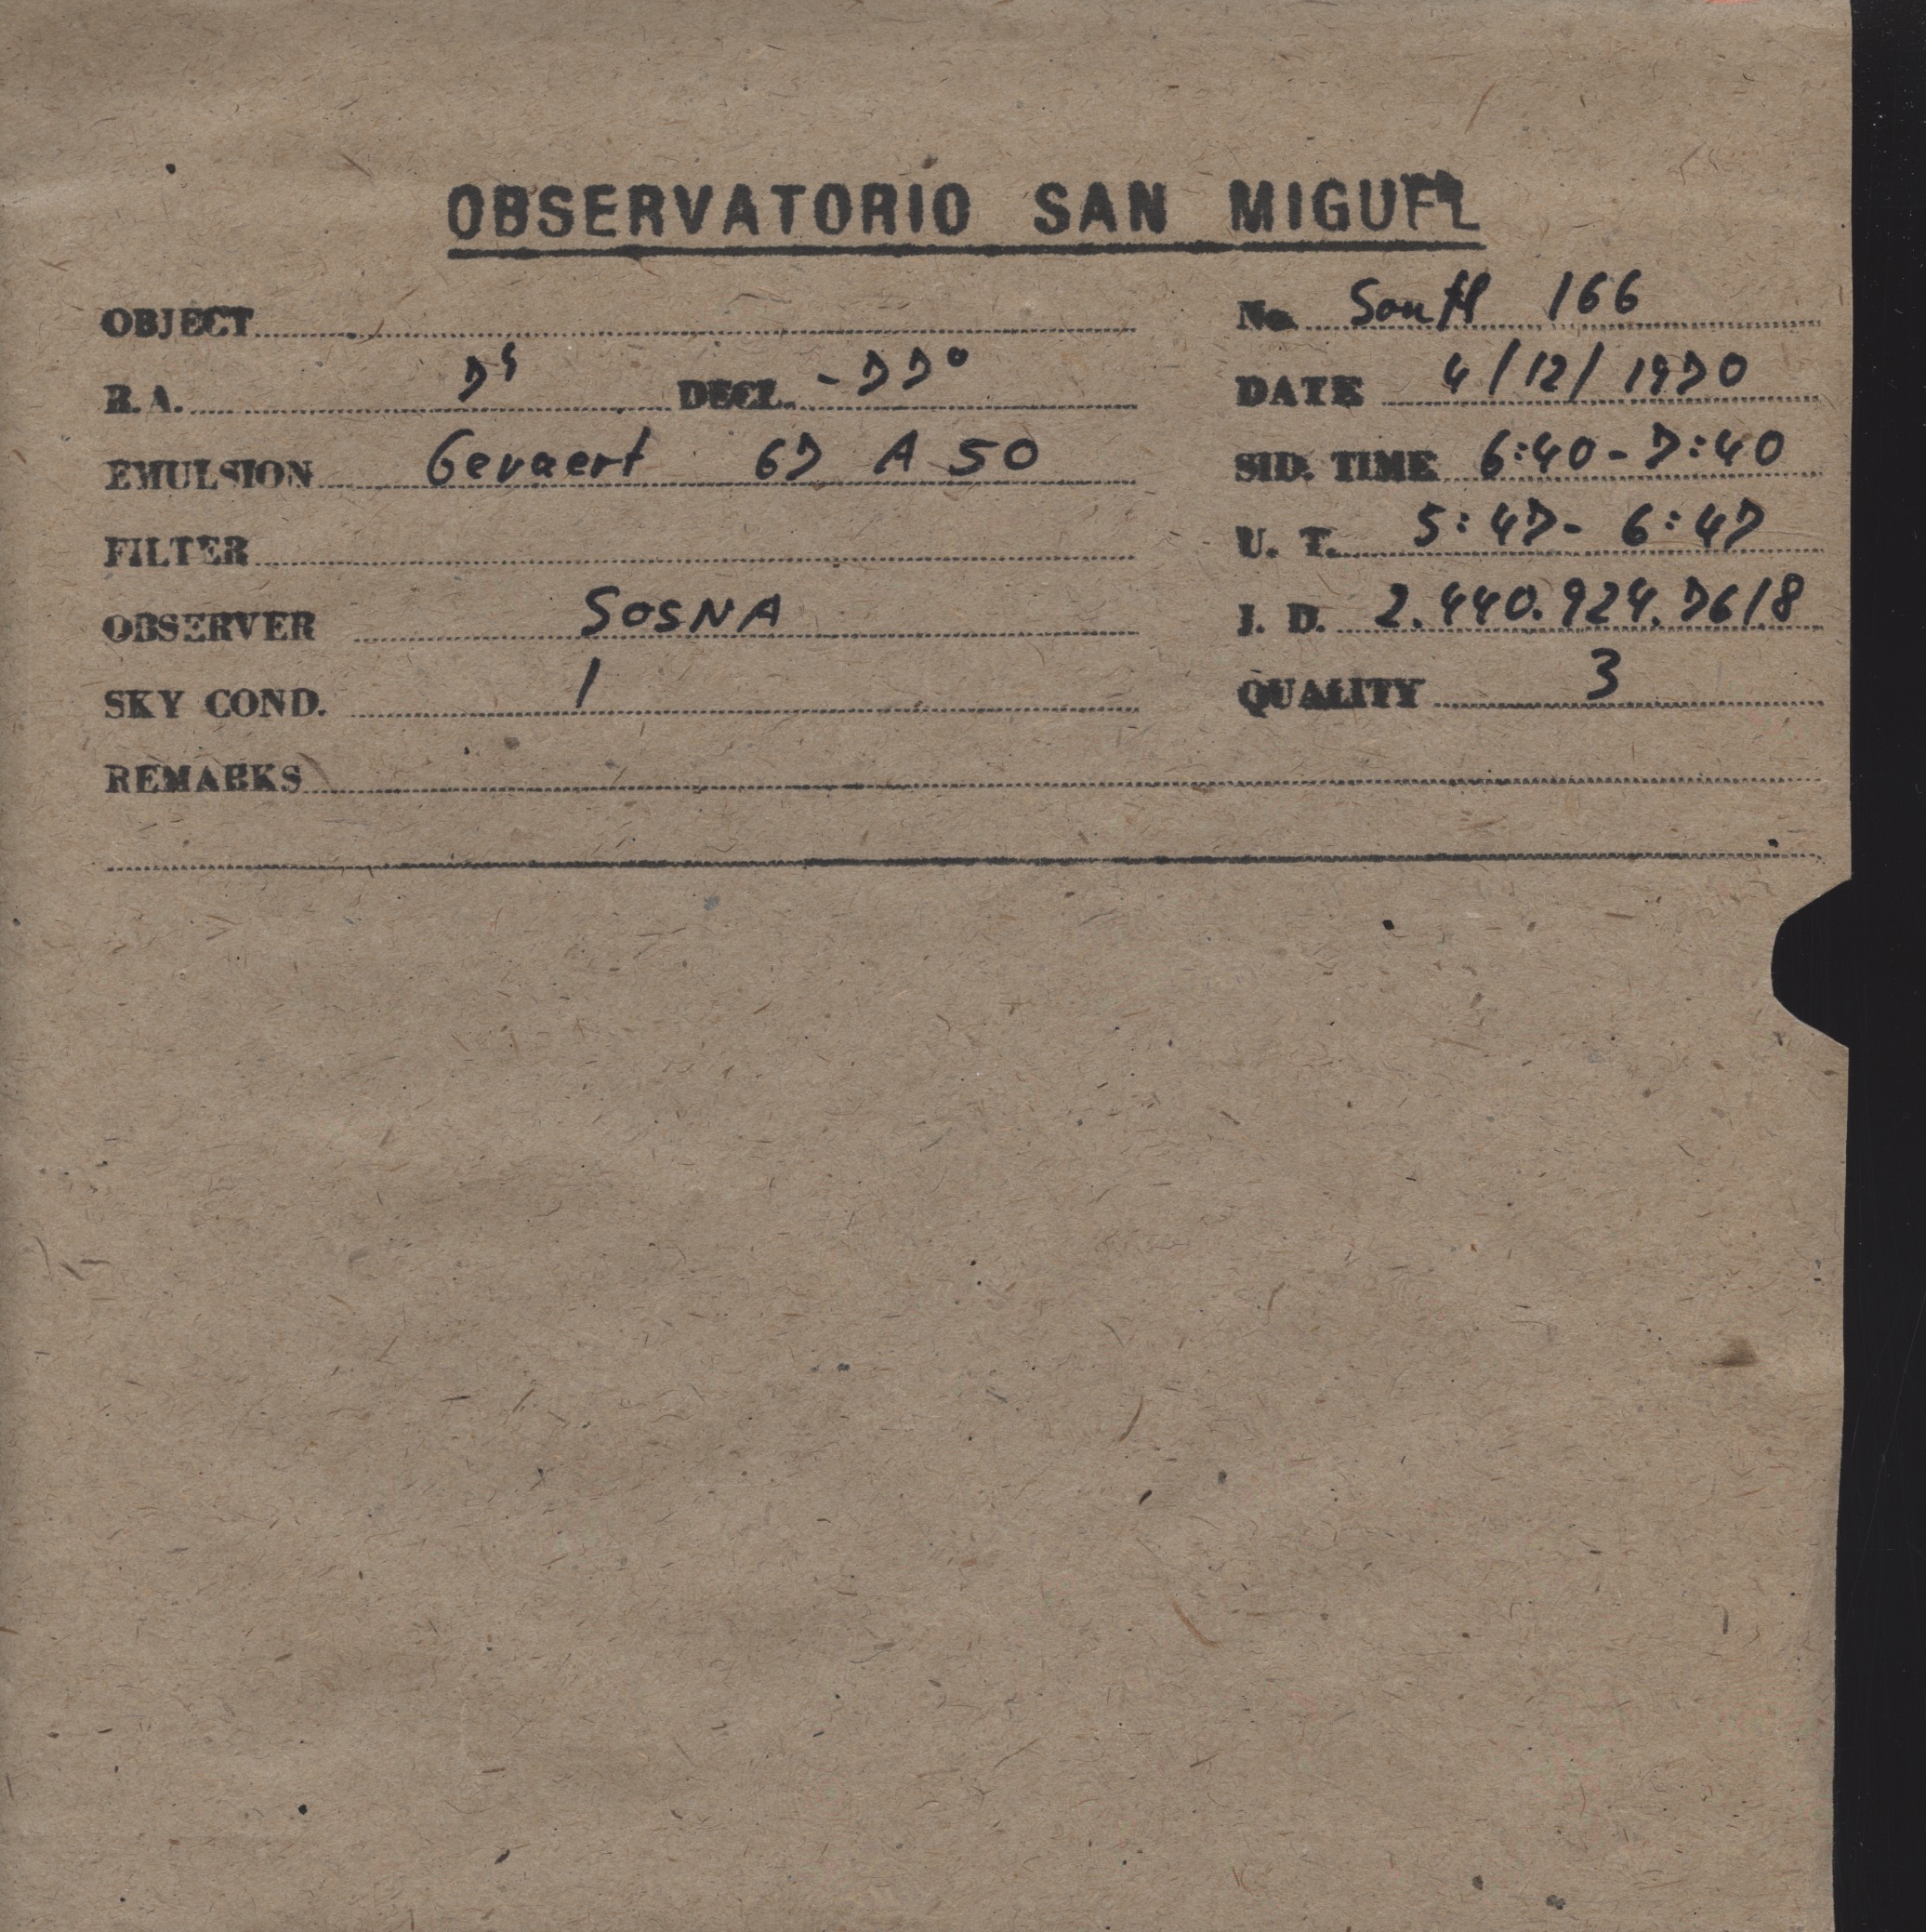 OBSERVATORIO SAN MIGUEL
OBJECT No. South 166
R.A. 7h DECL. -77° DATE 4/12/1970
EMULSION Gevaert 67 A 50 SID. TIME 6:40-7:40
FILTER U. T. 5:47- 6:47
OBSERVER SOSNA J. D. 2.440.924.7618
SKY COND. 1 QUALITY 3
REMARKS